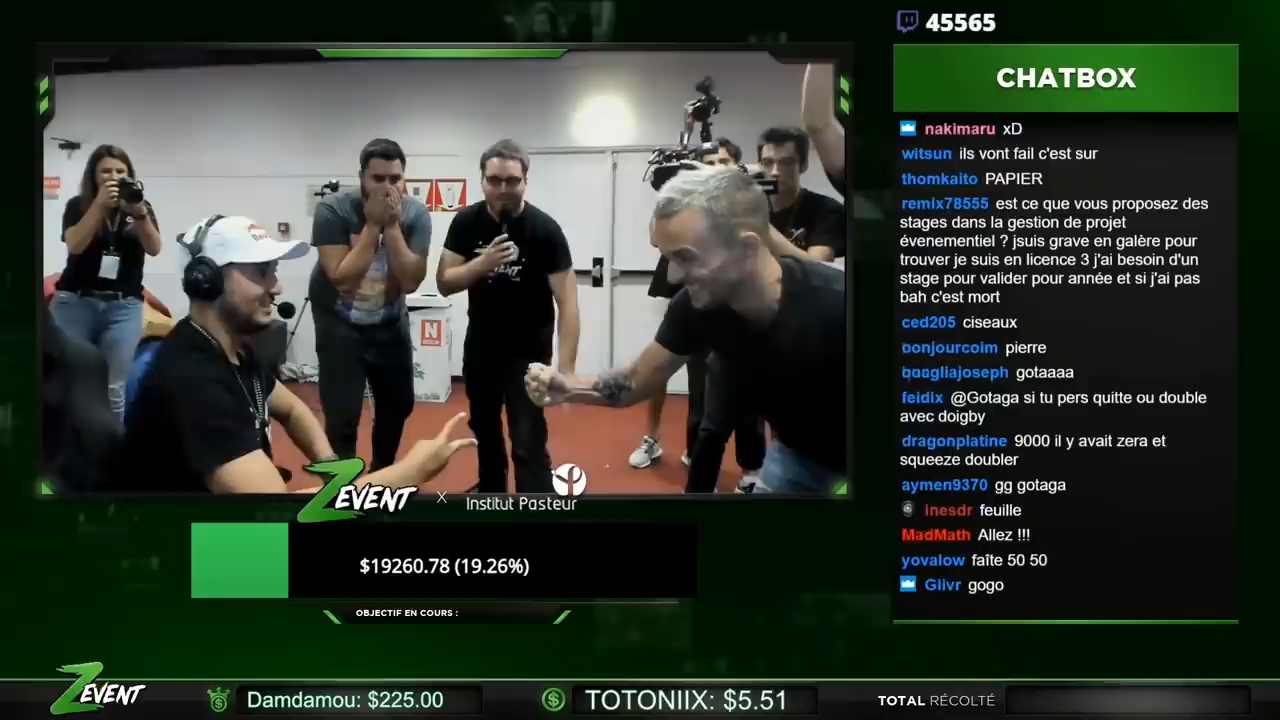 45565
CHATBOX
nakimaru xD
witsun ils vont fail c'est sur
thomkaito PAPIER
remix78555 est ce que vous proposez des
stages dans la gestion de projet
évenementiel ? jsuis grave en galère pour
trouver je suis en licence 3 j'ai besoin d'un
stage pour valider pour année et si j'ai pas
bah c'est mort
ced205 ciseaux
bonjourcoim pierre
baagliajoseph gotaaaa
feidix @Gotaga si tu pers quitte ou double
avec doigby
dragonplatine 9000 il y avait zera et
squeeze doubler
aymen9370 gg gotaga
inesdr feuille
MadMath Allez !!!
yovalow faîte 50 50
Glivr gogo
N
ZEVENT X Institut Pasteur
$19260.78 (19.26%)
OBJECTIF EN COURS :
ZEVENT
Damdamou: $225.00
TOTONIIX: $5.51
TOTAL RÉCOLTÉ